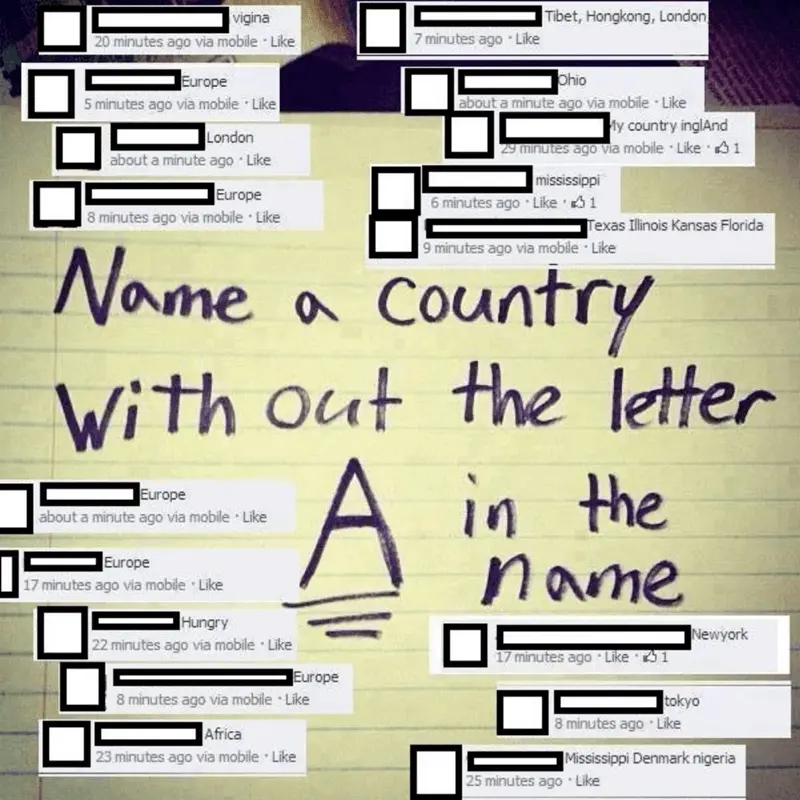 vigina
20 minutes ago via mobile · Like
Tibet, Hongkong, London
7 minutes ago · Like
Europe
5 minutes ago via mobile · Like
Ohio
about a minute ago via mobile · Like
London
about a minute ago · Like
My country inglAnd
29 minutes ago via mobile · Like · 1
Europe
8 minutes ago via mobile · Like
mississippi
6 minutes ago · Like · 1
Texas Illinois Kansas Florida
9 minutes ago via mobile · Like
Name a country
With out the letter
A in the
name
Europe
about a minute ago via mobile · Like
Europe
17 minutes ago via mobile · Like
Hungry
22 minutes ago via mobile · Like
Europe
8 minutes ago via mobile · Like
Africa
23 minutes ago via mobile · Like
Newyork
17 minutes ago · Like · 1
tokyo
8 minutes ago · Like
Mississippi Denmark nigeria
25 minutes ago · Like